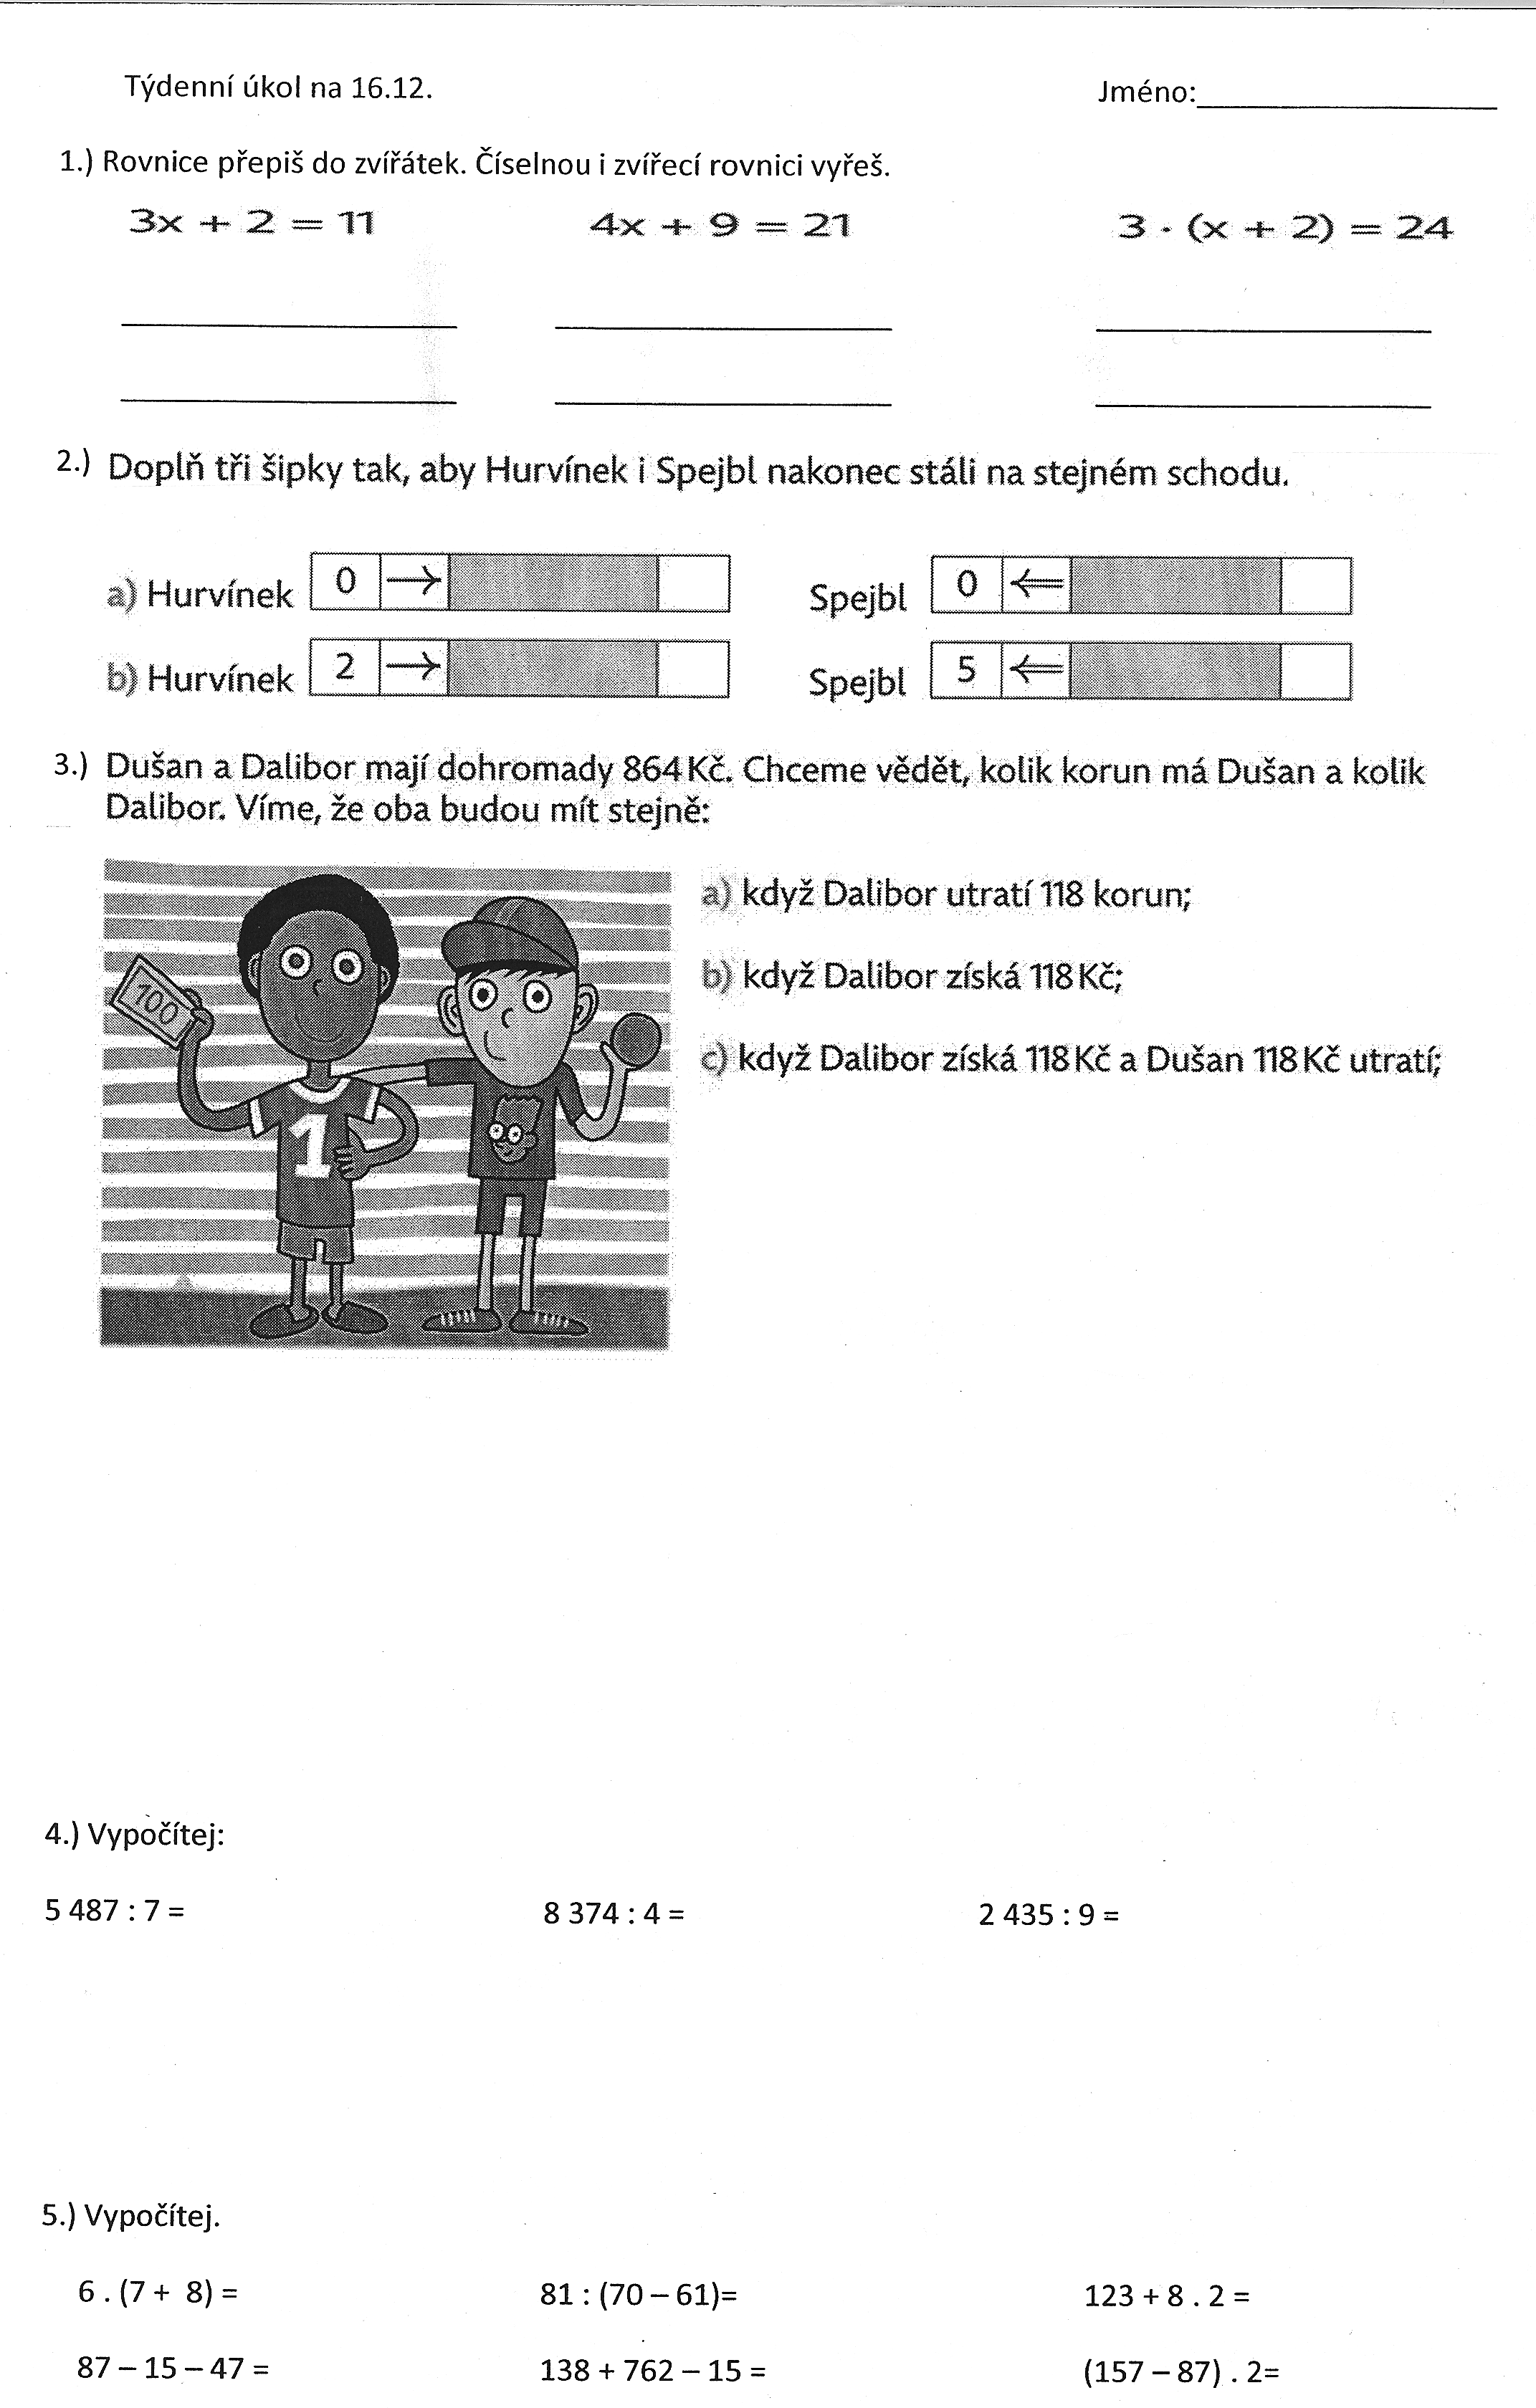 Týdenní úkol na 16.12.
Jméno:
1.) Rovnice přepiš do zvířátek. Číselnou i zvířecí rovnici vyřeš.
3x + 2 = 11
4x + 9 = 21
3 · (x + 2) = 24
2.) Doplň tři šipky tak, aby Hurvínek i Spejbl nakonec stáli na stejném schodu.
a) Hurvínek 0 → Spejbl 0 ⇐
b) Hurvínek 2 → Spejbl 5 ⇐
3.) Dušan a Dalibor mají dohromady 864 Kč. Chceme vědět, kolik korun má Dušan a kolik
Dalibor. Víme, že oba budou mít stejně:
a) když Dalibor utratí 118 korun;
b) když Dalibor získá 118 Kč;
c) když Dalibor získá 118 Kč a Dušan 118 Kč utratí;
100
1
4.) Vypočítej:
5 487 : 7 =
8 374 : 4 =
2 435 : 9 =
5.) Vypočítej.
6 . (7 + 8) =
81 : (70 – 61)=
123 + 8 . 2 =
87 – 15 – 47 =
138 + 762 – 15 =
(157 – 87) . 2=